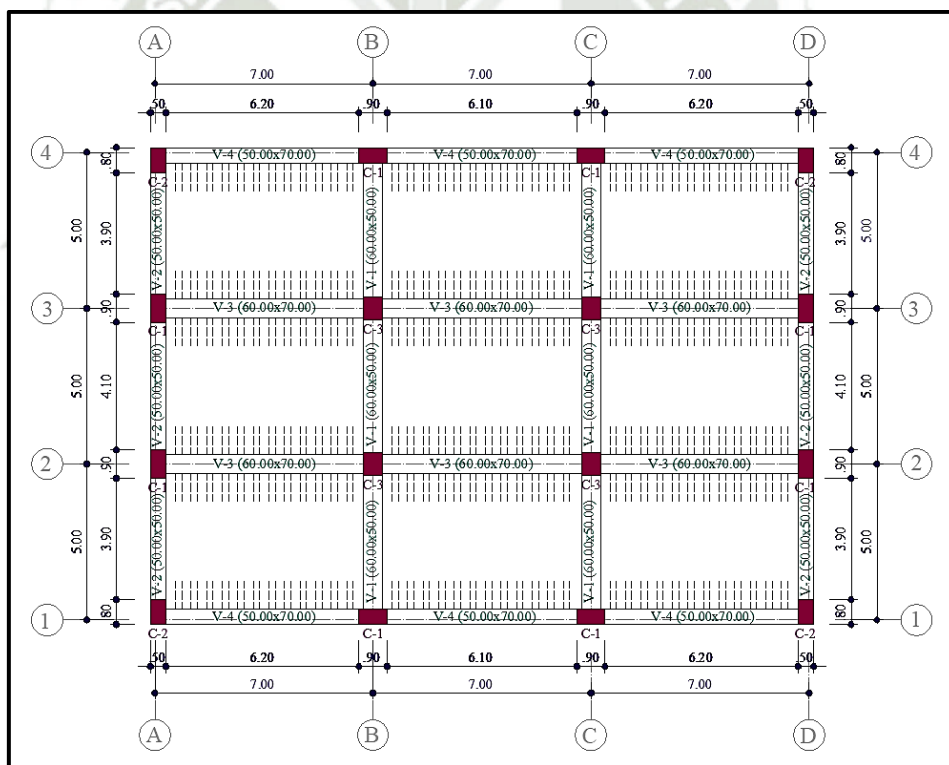 A B C D
7.00 7.00 7.00
.50 6.20 .90 6.10 .90 6.20 .50
4 .80 V-4 (50.00x70.00) V-4 (50.00x70.00) V-4 (50.00x70.00) .80 4
C-2 C-1 C-1 C-2
5.00 3.90 V-2 (50.00x50.00) V-1 (60.00x50.00) V-1 (60.00x50.00) V-2 (50.00x50.00) 3.90 5.00
3 .90 V-3 (60.00x70.00) V-3 (60.00x70.00) V-3 (60.00x70.00) .90 3
C-1 C-3 C-3 C-1
5.00 4.10 V-2 (50.00x50.00) V-1 (60.00x50.00) V-1 (60.00x50.00) V-2 (50.00x50.00) 4.10 5.00
2 .90 V-3 (60.00x70.00) V-3 (60.00x70.00) V-3 (60.00x70.00) .90 2
C-1 C-3 C-3 C-1
5.00 3.90 V-2 (50.00x50.00) V-1 (60.00x50.00) V-1 (60.00x50.00) V-2 (50.00x50.00) 3.90 5.00
1 .80 V-4 (50.00x70.00) V-4 (50.00x70.00) V-4 (50.00x70.00) .80 1
C-2 C-1 C-1 C-2
.50 6.20 .90 6.10 .90 6.20 .50
7.00 7.00 7.00
A B C D